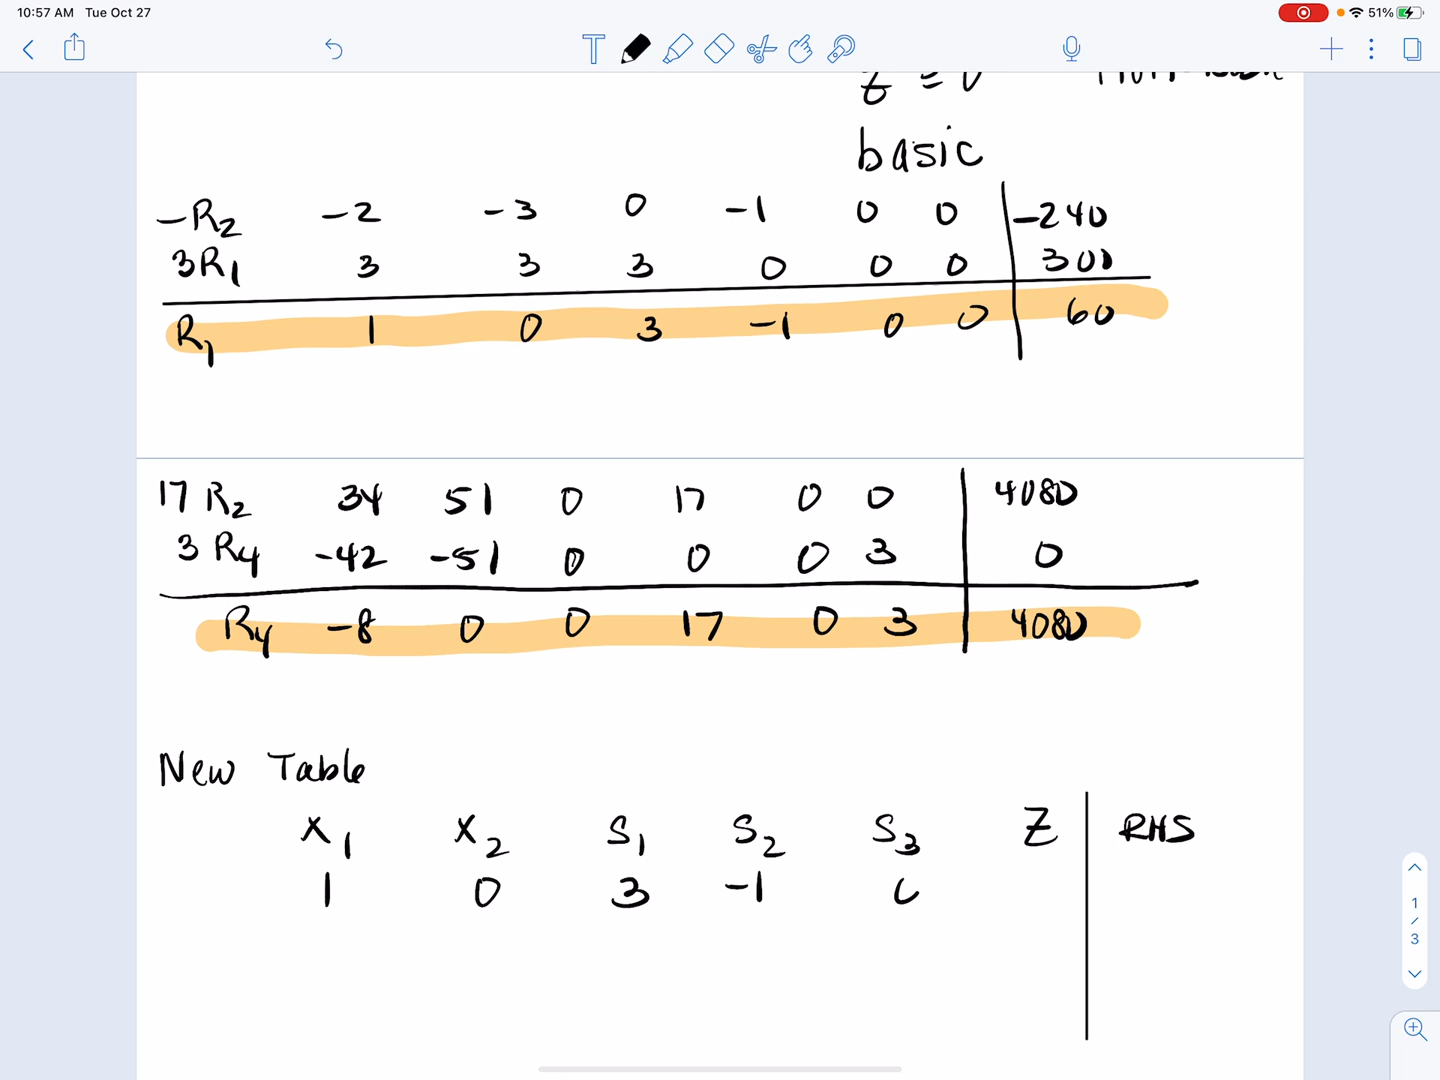 10:57 AM Tue Oct 27
51%
T
z = 0
basic
-R2 -2 -3 0 -1 0 0 -240
3R1 3 3 3 0 0 0 300
R1 1 0 3 -1 0 0 60
17 R2 34 51 0 17 0 0 4080
3 R4 -42 -51 0 0 0 3 0
R4 -8 0 0 17 0 3 4080
New Table
X1 X2 S1 S2 S3 Z RHS
1 0 3 -1
1
/
3